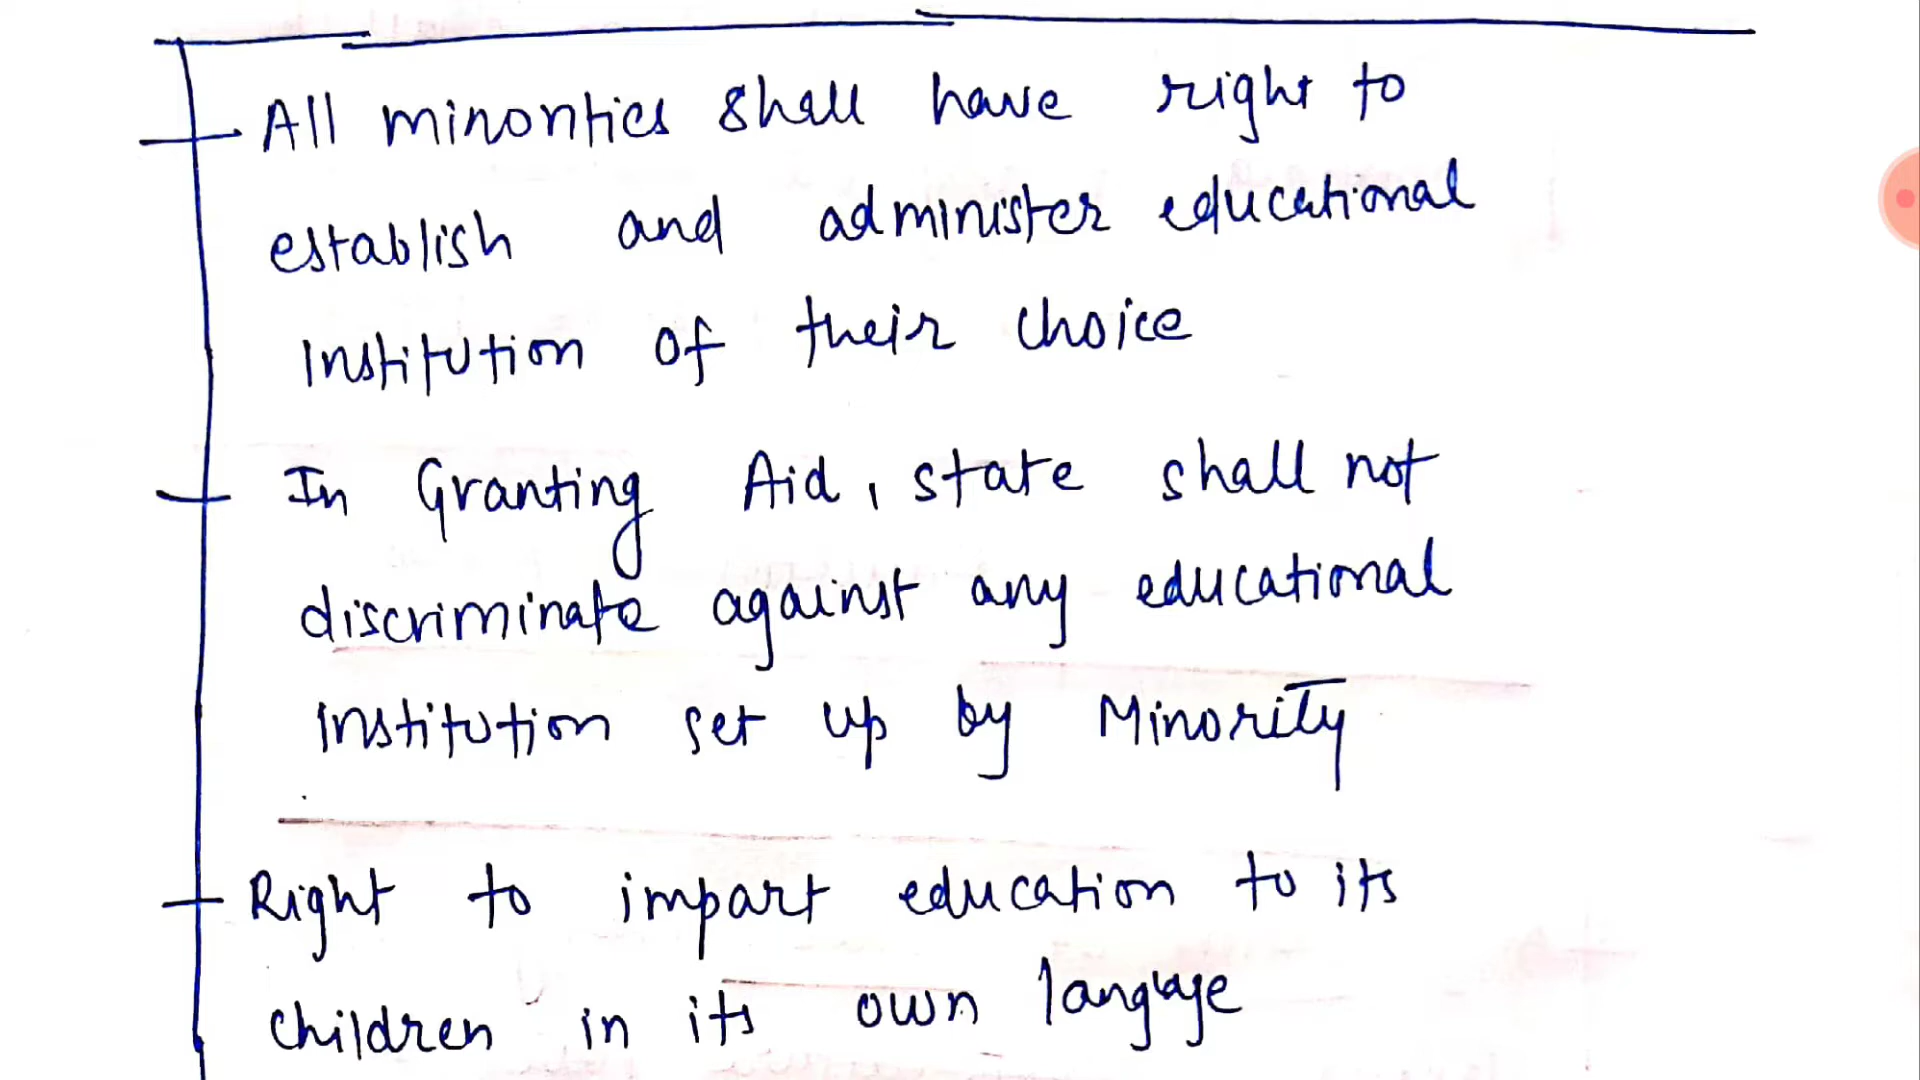 All minorities shall have right to
establish and administer educational
Institution of their choice
In Granting Aid, state shall not
discriminate against any educational
Institution set up by Minority
Right to impart education to its
children in its own language